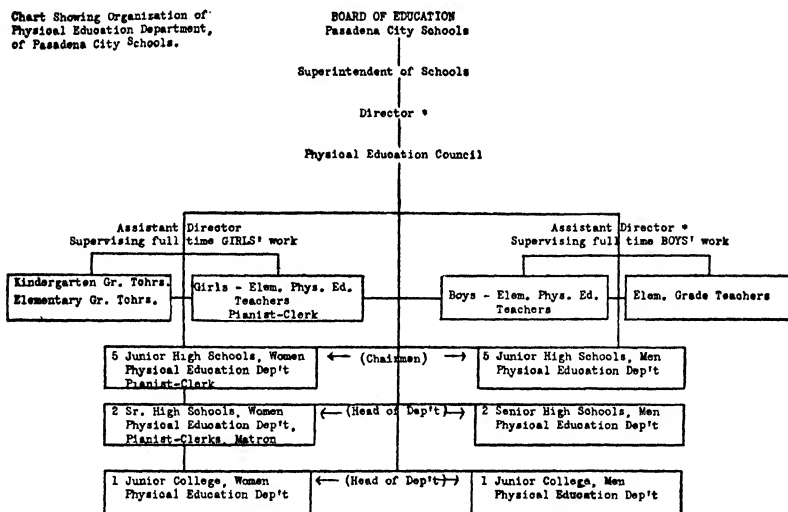 Chart Showing Organization of
Physical Education Department,
of Pasadena City Schools.
BOARD OF EDUCATION
Pasadena City Schools
Superintendent of Schools
Director *
Physical Education Council
Assistant Director
Supervising full time GIRLS' work
Assistant Director *
Supervising full time BOYS' work
Kindergarten Gr. Tchrs.
Elementary Gr. Tchrs.
Girls - Elem. Phys. Ed.
Teachers
Pianist-Clerk
Boys - Elem. Phys. Ed.
Teachers
Elem. Grade Teachers
5 Junior High Schools, Women
Physical Education Dep't
Pianist-Clerk
(Chairmen)
5 Junior High Schools, Men
Physical Education Dep't
2 Sr. High Schools, Women
Physical Education Dep't,
Pianist-Clerks, Matron
(Head of Dep't)
2 Senior High Schools, Men
Physical Education Dep't
1 Junior College, Women
Physical Education Dep't
(Head of Dep't)
1 Junior College, Men
Physical Education Dep't